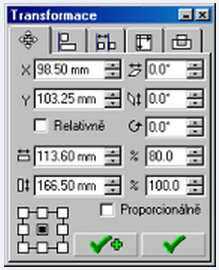 Transformace
X 98.50 mm 0.0°
Y 103.25 mm 0.0°
Relativně 0.0°
113.60 mm % 80.0
166.50 mm % 100.0
Proporcionálně